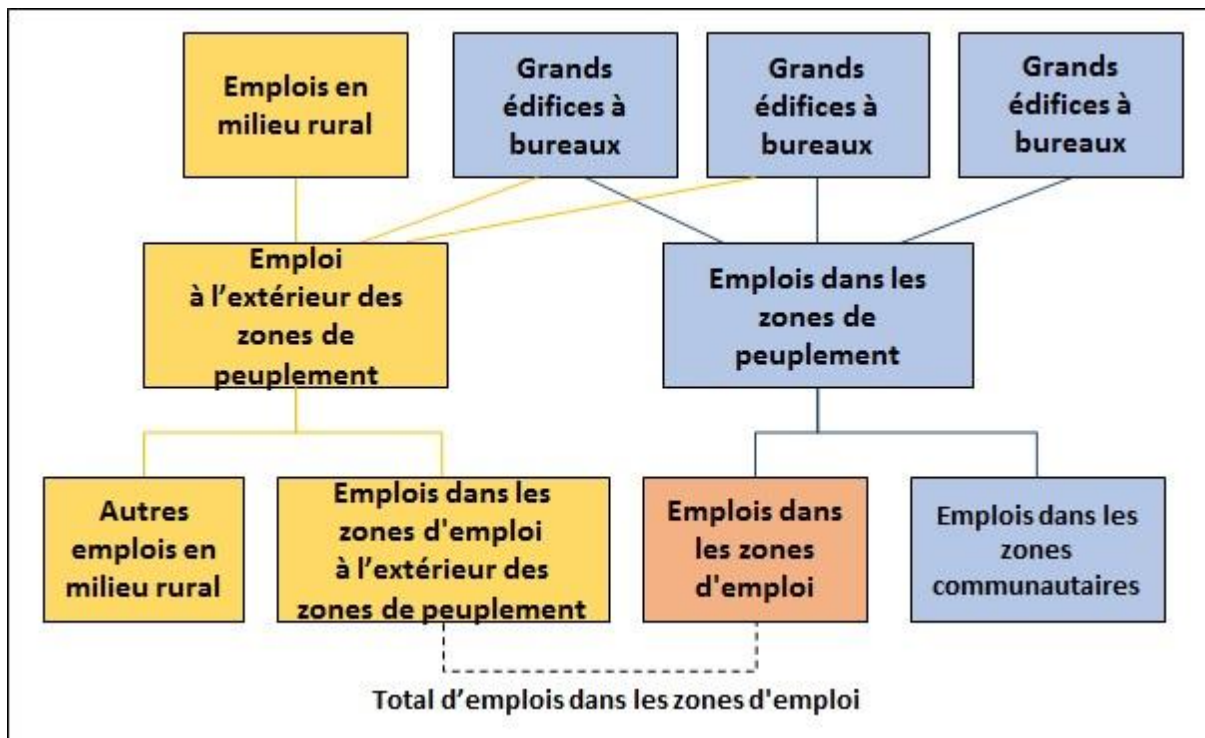 Emplois en
milieu rural
Grands
édifices à
bureaux
Grands
édifices à
bureaux
Grands
édifices à
bureaux
Emploi
à l’extérieur des
zones de
peuplement
Emplois dans les
zones de
peuplement
Autres
emplois en
milieu rural
Emplois dans les
zones d'emploi
à l’extérieur des
zones de peuplement
Emplois dans
les zones
d'emploi
Emplois dans les
zones
communautaires
Total d’emplois dans les zones d'emploi